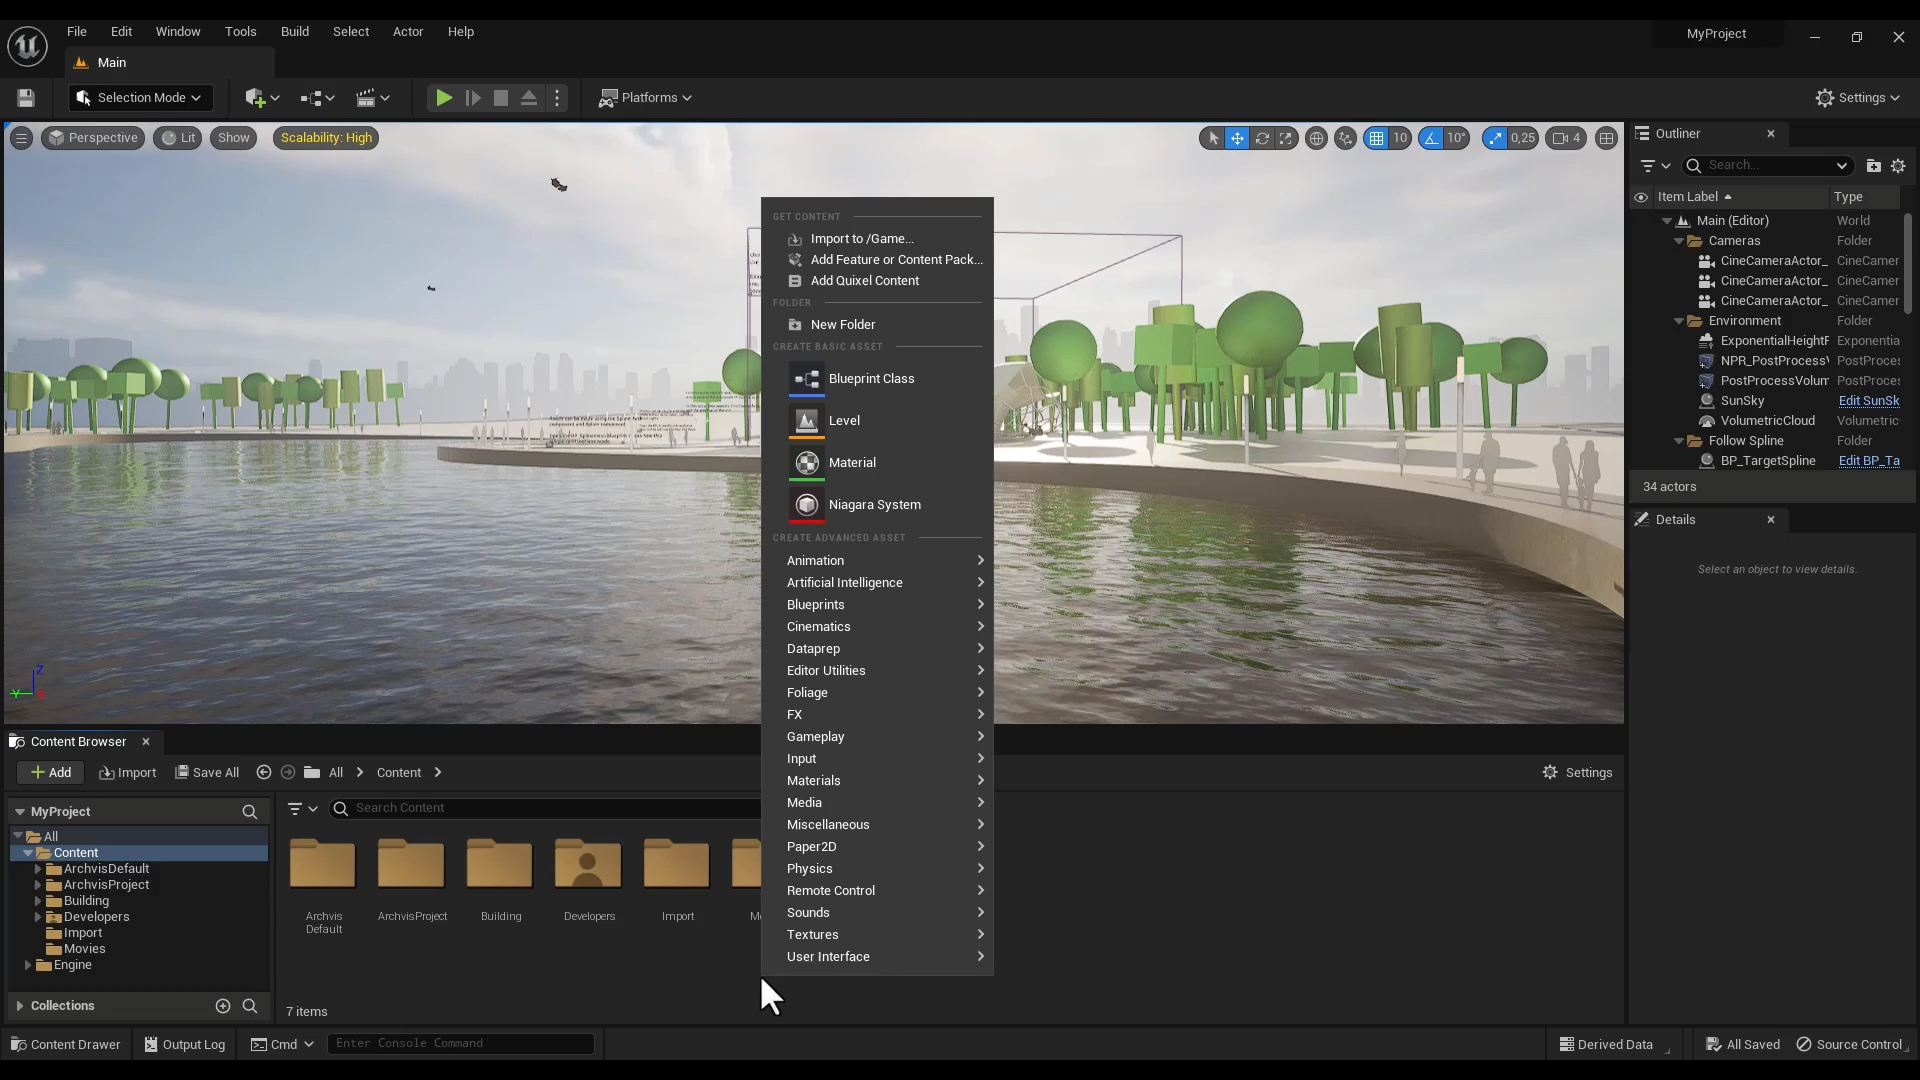 File Edit Window Tools Build Select Actor Help
MyProject
Main
Selection Mode
Platforms
Settings
Perspective
Lit
Show
Scalability: High
10
10°
0,25
4
GET CONTENT
Import to /Game...
Add Feature or Content Pack...
Add Quixel Content
FOLDER
New Folder
CREATE BASIC ASSET
Blueprint Class
Level
Material
Niagara System
CREATE ADVANCED ASSET
Animation
Artificial Intelligence
Blueprints
Cinematics
Dataprep
Editor Utilities
Foliage
FX
Gameplay
Input
Materials
Media
Miscellaneous
Paper2D
Physics
Remote Control
Sounds
Textures
User Interface
Outliner
Search...
Item Label Type
Main (Editor) World
Cameras Folder
CineCameraActor_ CineCamer
CineCameraActor_ CineCamer
CineCameraActor_ CineCamer
Environment Folder
ExponentialHeightF Exponentia
NPR_PostProcessV PostProces
PostProcessVolum PostProces
SunSky Edit SunSk
VolumetricCloud Volumetric
Follow Spline Folder
BP_TargetSpline Edit BP_Ta
34 actors
Details
Select an object to view details.
Z
Y
Content Browser
Add Import Save All All Content
Settings
MyProject
Search Content
All
Content
ArchvisDefault
ArchvisProject
Building
Developers
Import
Movies
Engine
Collections
Archvis
Default
ArchvisProject
Building
Developers
Import
7 items
Content Drawer
Output Log
Cmd
Enter Console Command
Derived Data
All Saved
Source Control